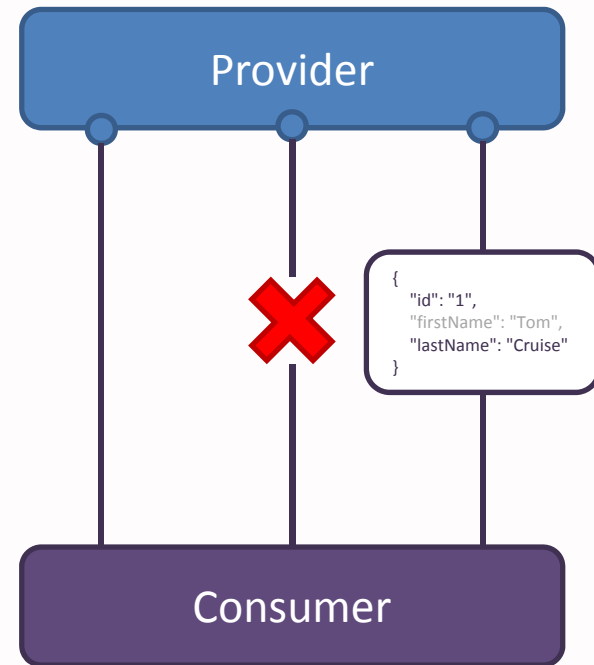 Provider
{
"id": "1",
"firstName": "Tom",
"lastName": "Cruise"
}
Consumer